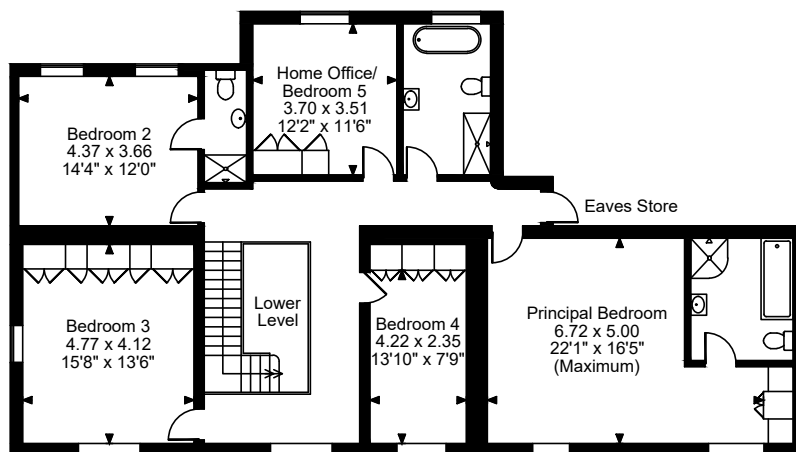 Home Office/
Bedroom 5
3.70 x 3.51
12'2" x 11'6"
Bedroom 2
4.37 x 3.66
14'4" x 12'0"
Eaves Store
Lower
Level
Bedroom 3
4.77 x 4.12
15'8" x 13'6"
Bedroom 4
4.22 x 2.35
13'10" x 7'9"
Principal Bedroom
6.72 x 5.00
22'1" x 16'5"
(Maximum)